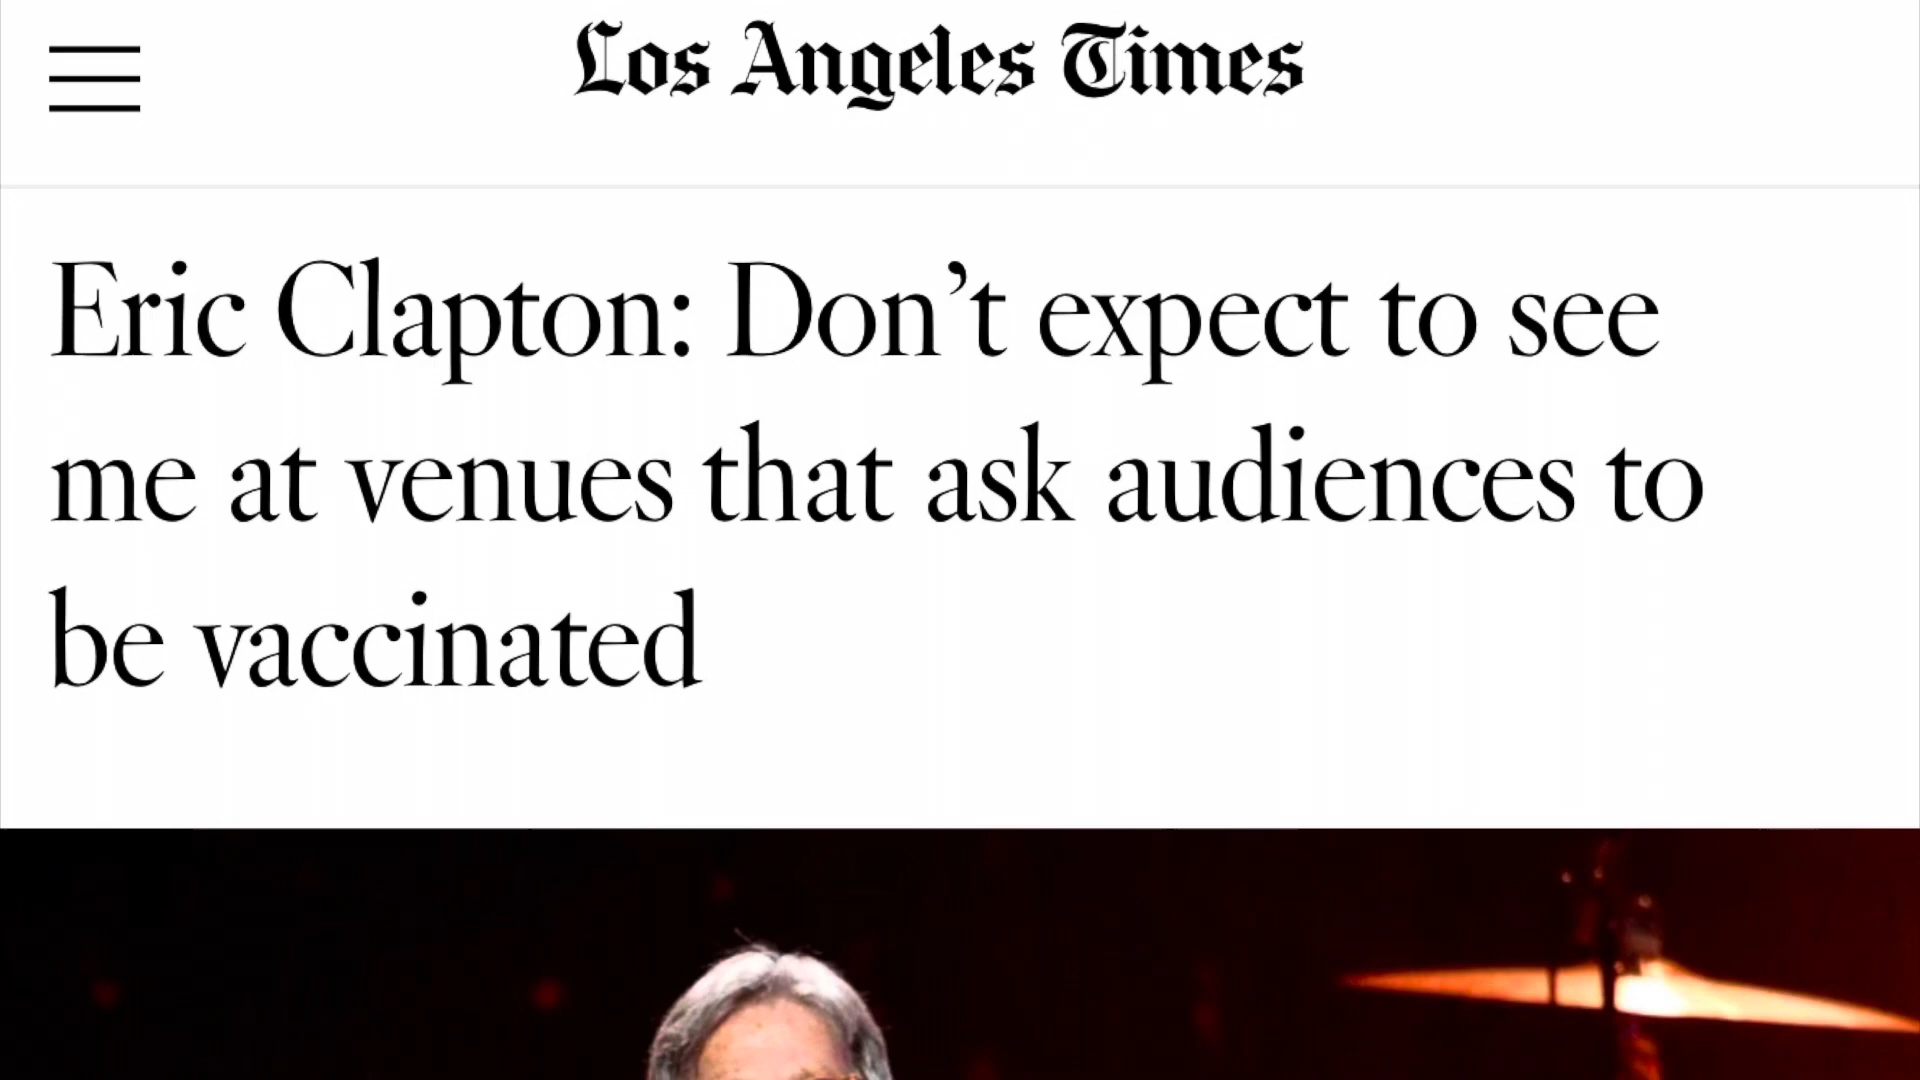 Los Angeles Times
Eric Clapton: Don’t expect to see
me at venues that ask audiences to
be vaccinated